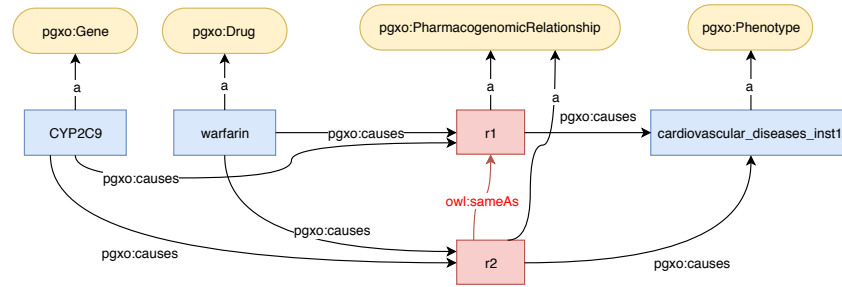 pgxo:Gene
pgxo:Drug
pgxo:PharmacogenomicRelationship
pgxo:Phenotype
a
a
a
a
a
CYP2C9
warfarin
pgxo:causes
r1
pgxo:causes
cardiovascular_diseases_inst1
pgxo:causes
owl:sameAs
pgxo:causes
pgxo:causes
r2
pgxo:causes